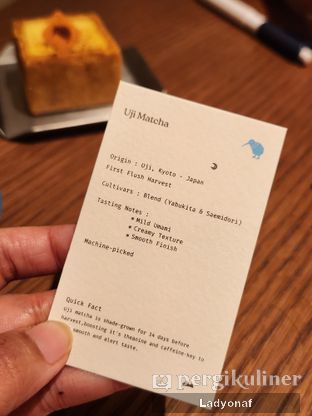 Uji Matcha
Origin : Uji, Kyoto - Japan
First Flush Harvest
Cultivars : Blend (Yabukita & Saemidori)
Tasting Notes :
• Mild Umami
• Creamy Texture
• Smooth Finish
Machine-picked
Quick Fact
Uji matcha is shade-grown for 14 days before
harvest,boosting it's theanine and caffeine-key to
smooth and alert taste.
pergikuliner
Ladyonaf